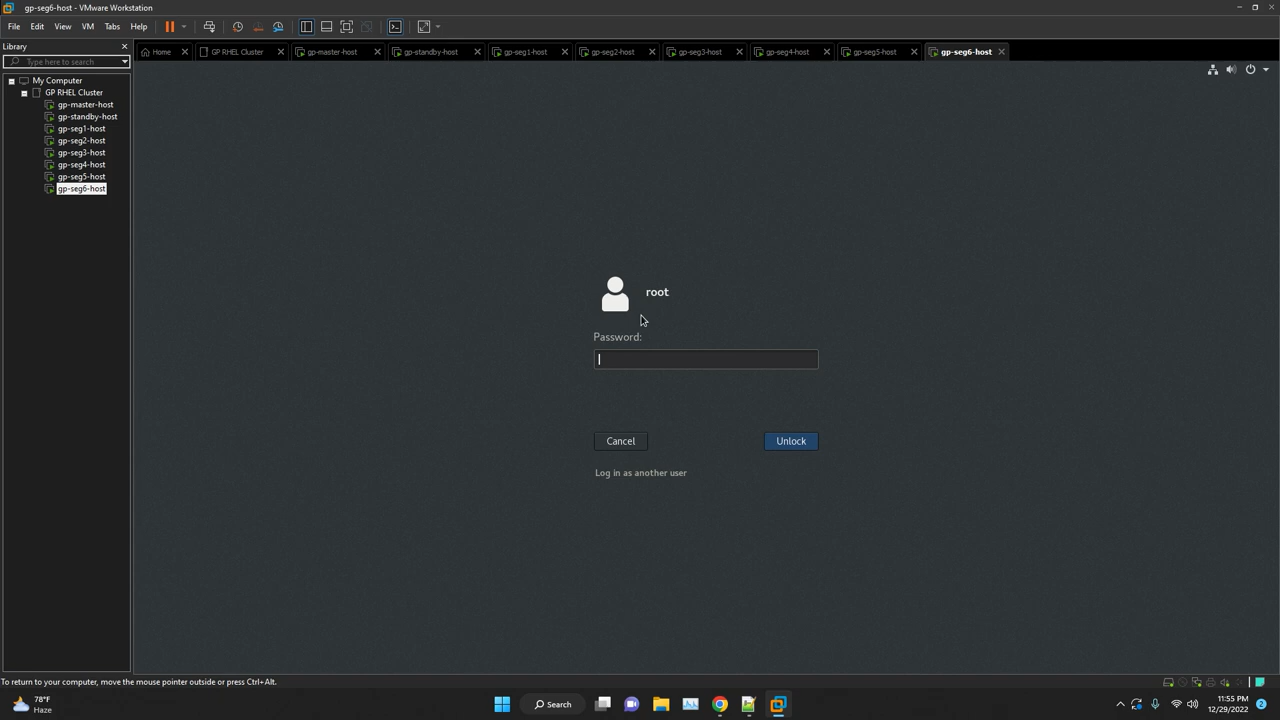 gp-seg6-host - VMware Workstation
File Edit View VM Tabs Help
Library
Type here to search
My Computer
GP RHEL Cluster
gp-master-host
gp-standby-host
gp-seg1-host
gp-seg2-host
gp-seg3-host
gp-seg4-host
gp-seg5-host
gp-seg6-host
Home GP RHEL Cluster gp-master-host gp-standby-host gp-seg1-host gp-seg2-host gp-seg3-host gp-seg4-host gp-seg5-host gp-seg6-host
root
Password:
Cancel Unlock
Log in as another user
To return to your computer, move the mouse pointer outside or press Ctrl+Alt.
78°F
Haze
Search
11:55 PM
12/29/2022
2